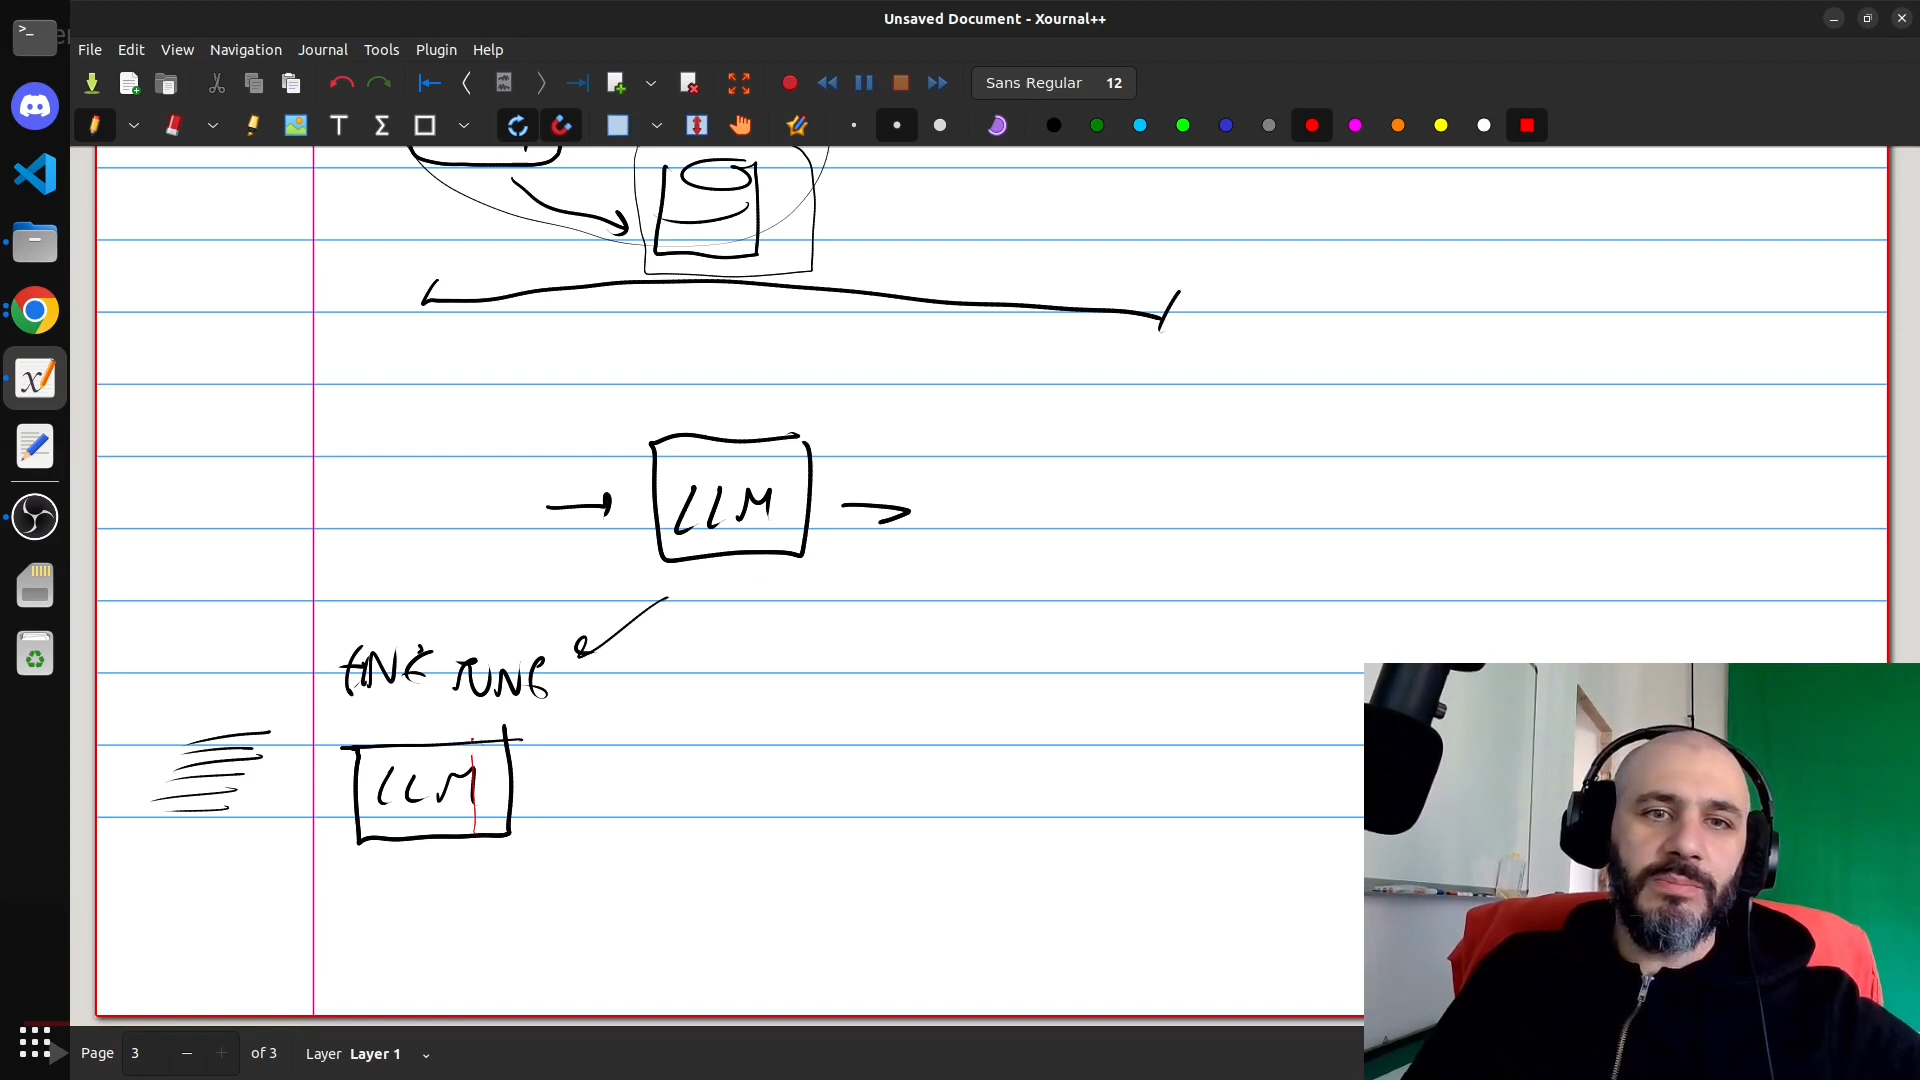 Unsaved Document - Xournal++
File Edit View Navigation Journal Tools Plugin Help
Sans Regular 12
LLM
FINE TUNE
LLM
Page 3 of 3 Layer Layer 1